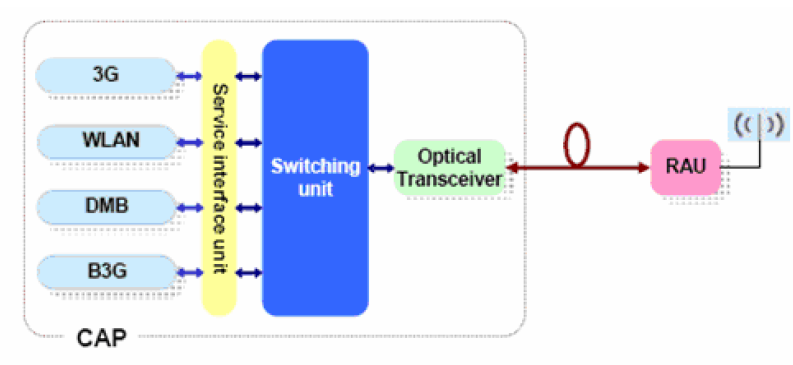 3G
WLAN
DMB
B3G
Service interface unit
Switching
unit
Optical
Transceiver
RAU
CAP